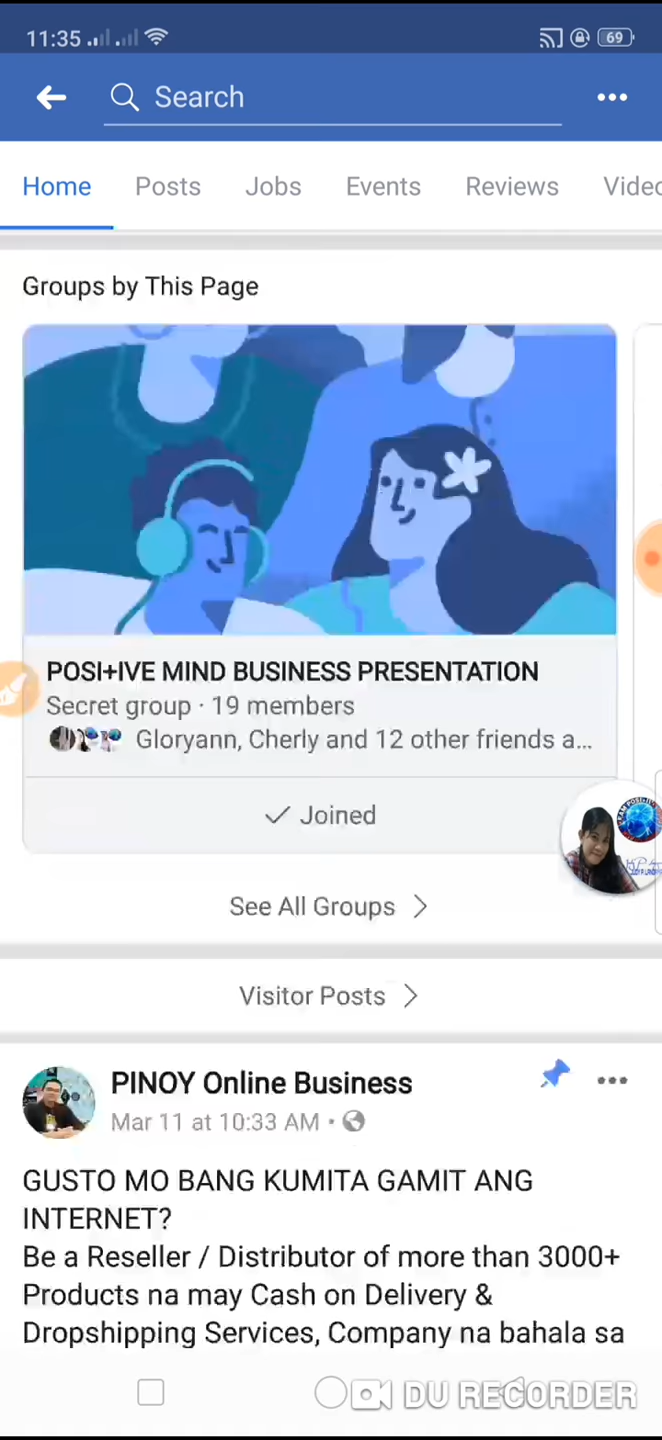 11:35
69
Search
Home Posts Jobs Events Reviews Videc
Groups by This Page
POSI+IVE MIND BUSINESS PRESENTATION
Secret group · 19 members
Gloryann, Cherly and 12 other friends a...
Joined
See All Groups
Visitor Posts
PINOY Online Business
Mar 11 at 10:33 AM •
GUSTO MO BANG KUMITA GAMIT ANG
INTERNET?
Be a Reseller / Distributor of more than 3000+
Products na may Cash on Delivery &
Dropshipping Services, Company na bahala sa
DU RECORDER